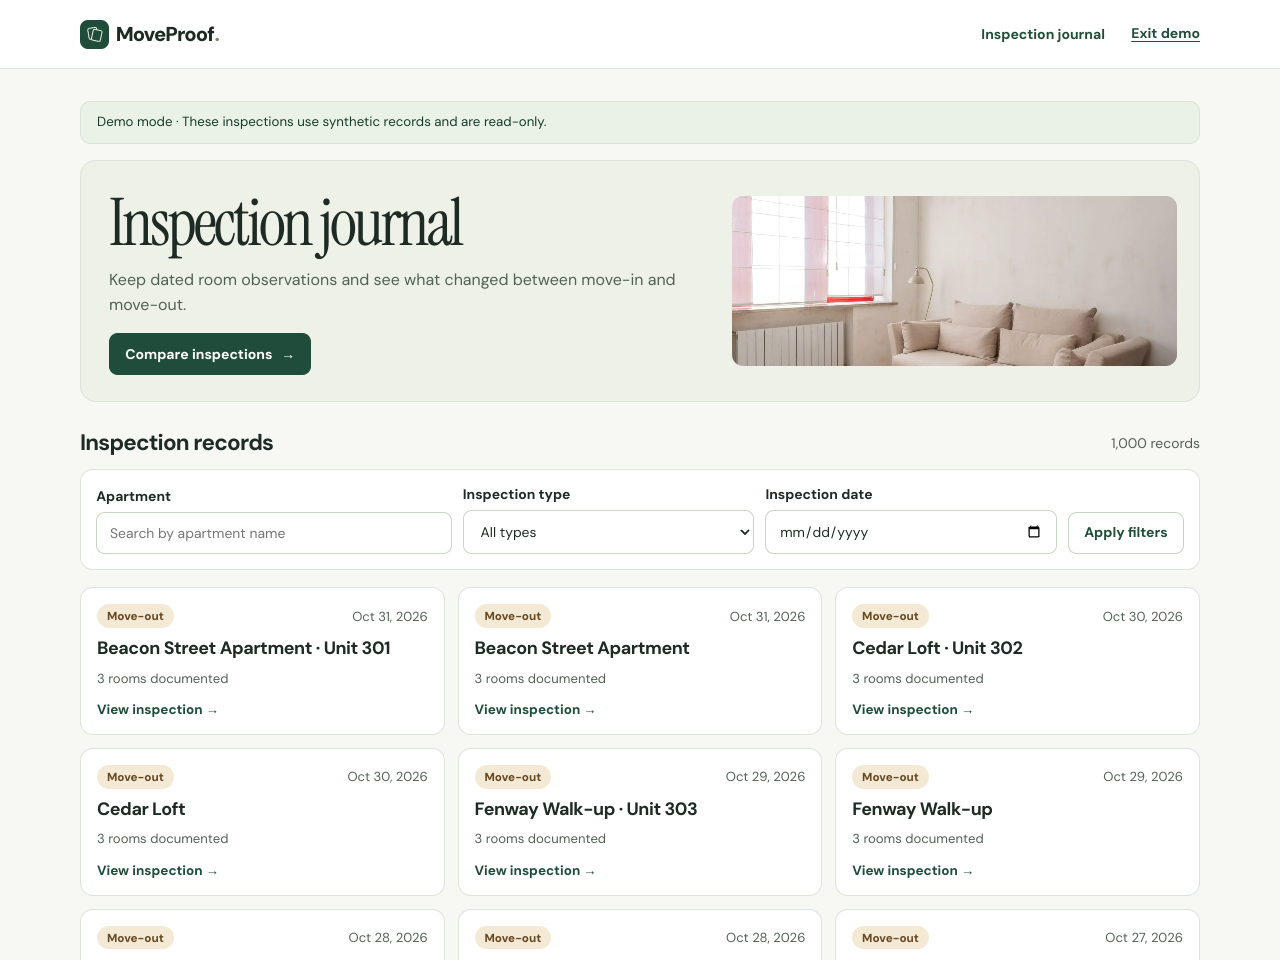 MoveProof.
Inspection journal
Exit demo
Demo mode · These inspections use synthetic records and are read-only.
Inspection journal
Keep dated room observations and see what changed between move-in and
move-out.
Compare inspections →
Inspection records
1,000 records
Apartment
Inspection type
Inspection date
Search by apartment name
All types
mm/dd/yyyy
Apply filters
Move-out
Oct 31, 2026
Beacon Street Apartment · Unit 301
3 rooms documented
View inspection →
Move-out
Oct 31, 2026
Beacon Street Apartment
3 rooms documented
View inspection →
Move-out
Oct 30, 2026
Cedar Loft · Unit 302
3 rooms documented
View inspection →
Move-out
Oct 30, 2026
Cedar Loft
3 rooms documented
View inspection →
Move-out
Oct 29, 2026
Fenway Walk-up · Unit 303
3 rooms documented
View inspection →
Move-out
Oct 29, 2026
Fenway Walk-up
3 rooms documented
View inspection →
Move-out
Oct 28, 2026
Move-out
Oct 28, 2026
Move-out
Oct 27, 2026